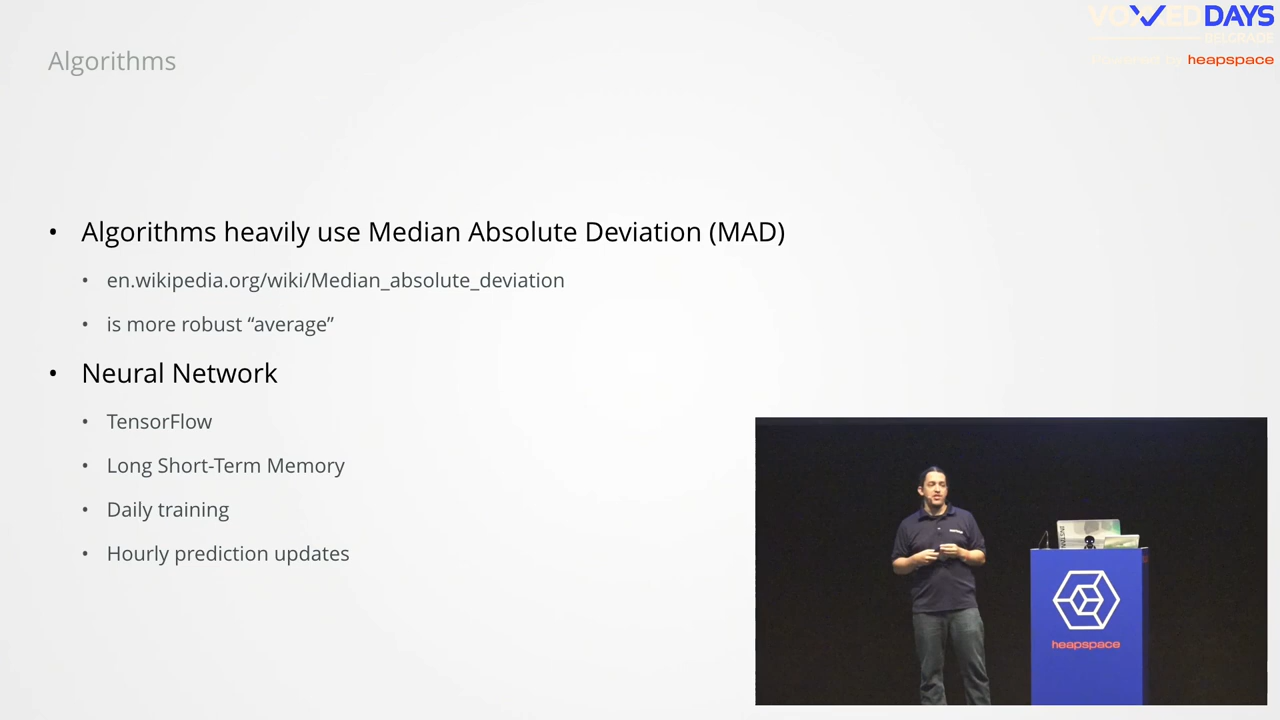 VOXXED DAYS
BELGRADE
heapspace
Algorithms
• Algorithms heavily use Median Absolute Deviation (MAD)
• en.wikipedia.org/wiki/Median_absolute_deviation
• is more robust “average”
• Neural Network
• TensorFlow
• Long Short-Term Memory
• Daily training
• Hourly prediction updates
heapspace